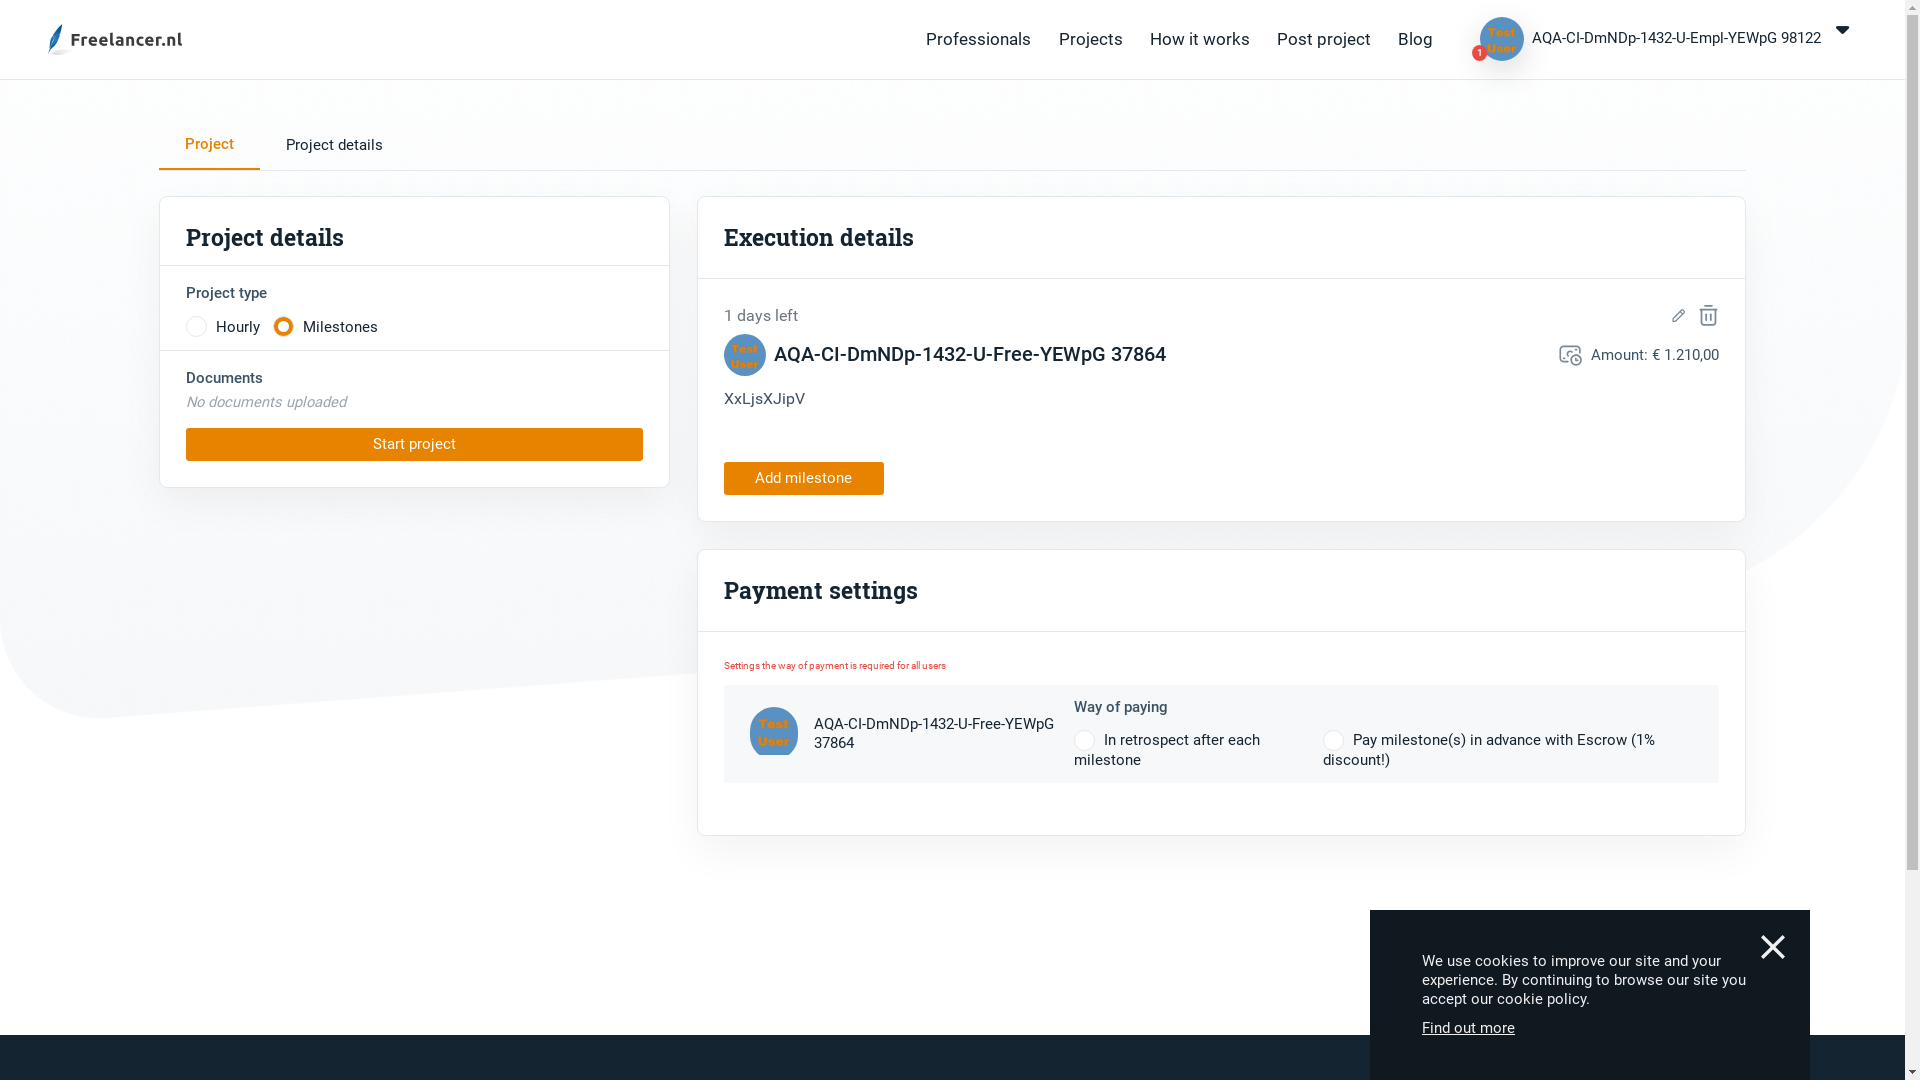 Freelancer.nl
Professionals Projects How it works Post project Blog
Test User
1
AQA-CI-DmNDp-1432-U-Empl-YEWpG 98122
Project Project details
Project details
Project type
Hourly Milestones
Documents
No documents uploaded
Start project
Execution details
1 days left
Test User
AQA-CI-DmNDp-1432-U-Free-YEWpG 37864
Amount: € 1.210,00
XxLjsXJipV
Add milestone
Payment settings
Settings the way of payment is required for all users
Test User
AQA-CI-DmNDp-1432-U-Free-YEWpG
37864
Way of paying
In retrospect after each
milestone
Pay milestone(s) in advance with Escrow (1%
discount!)
We use cookies to improve our site and your
experience. By continuing to browse our site you
accept our cookie policy.
Find out more